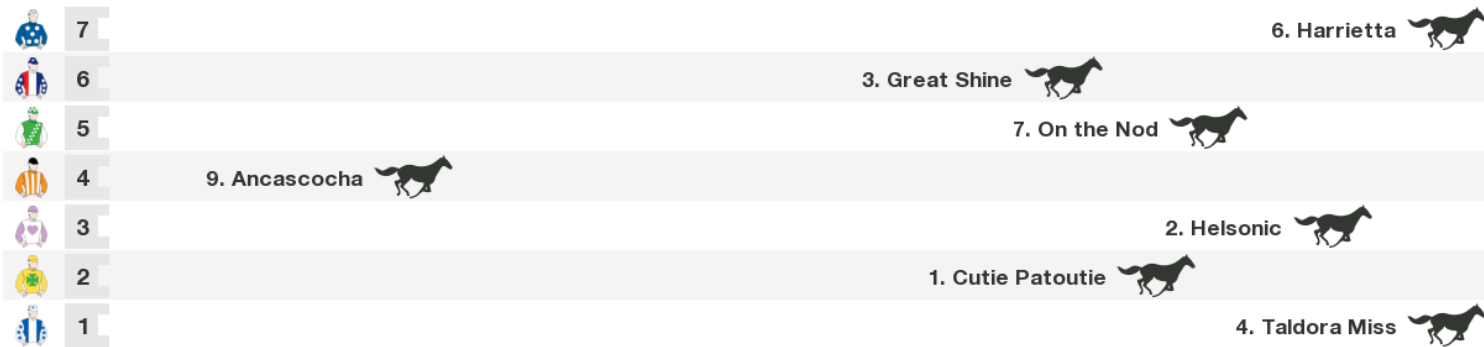 7 6. Harrietta
6 3. Great Shine
5 7. On the Nod
4 9. Ancascocha
3 2. Helsonic
2 1. Cutie Patoutie
1 4. Taldora Miss